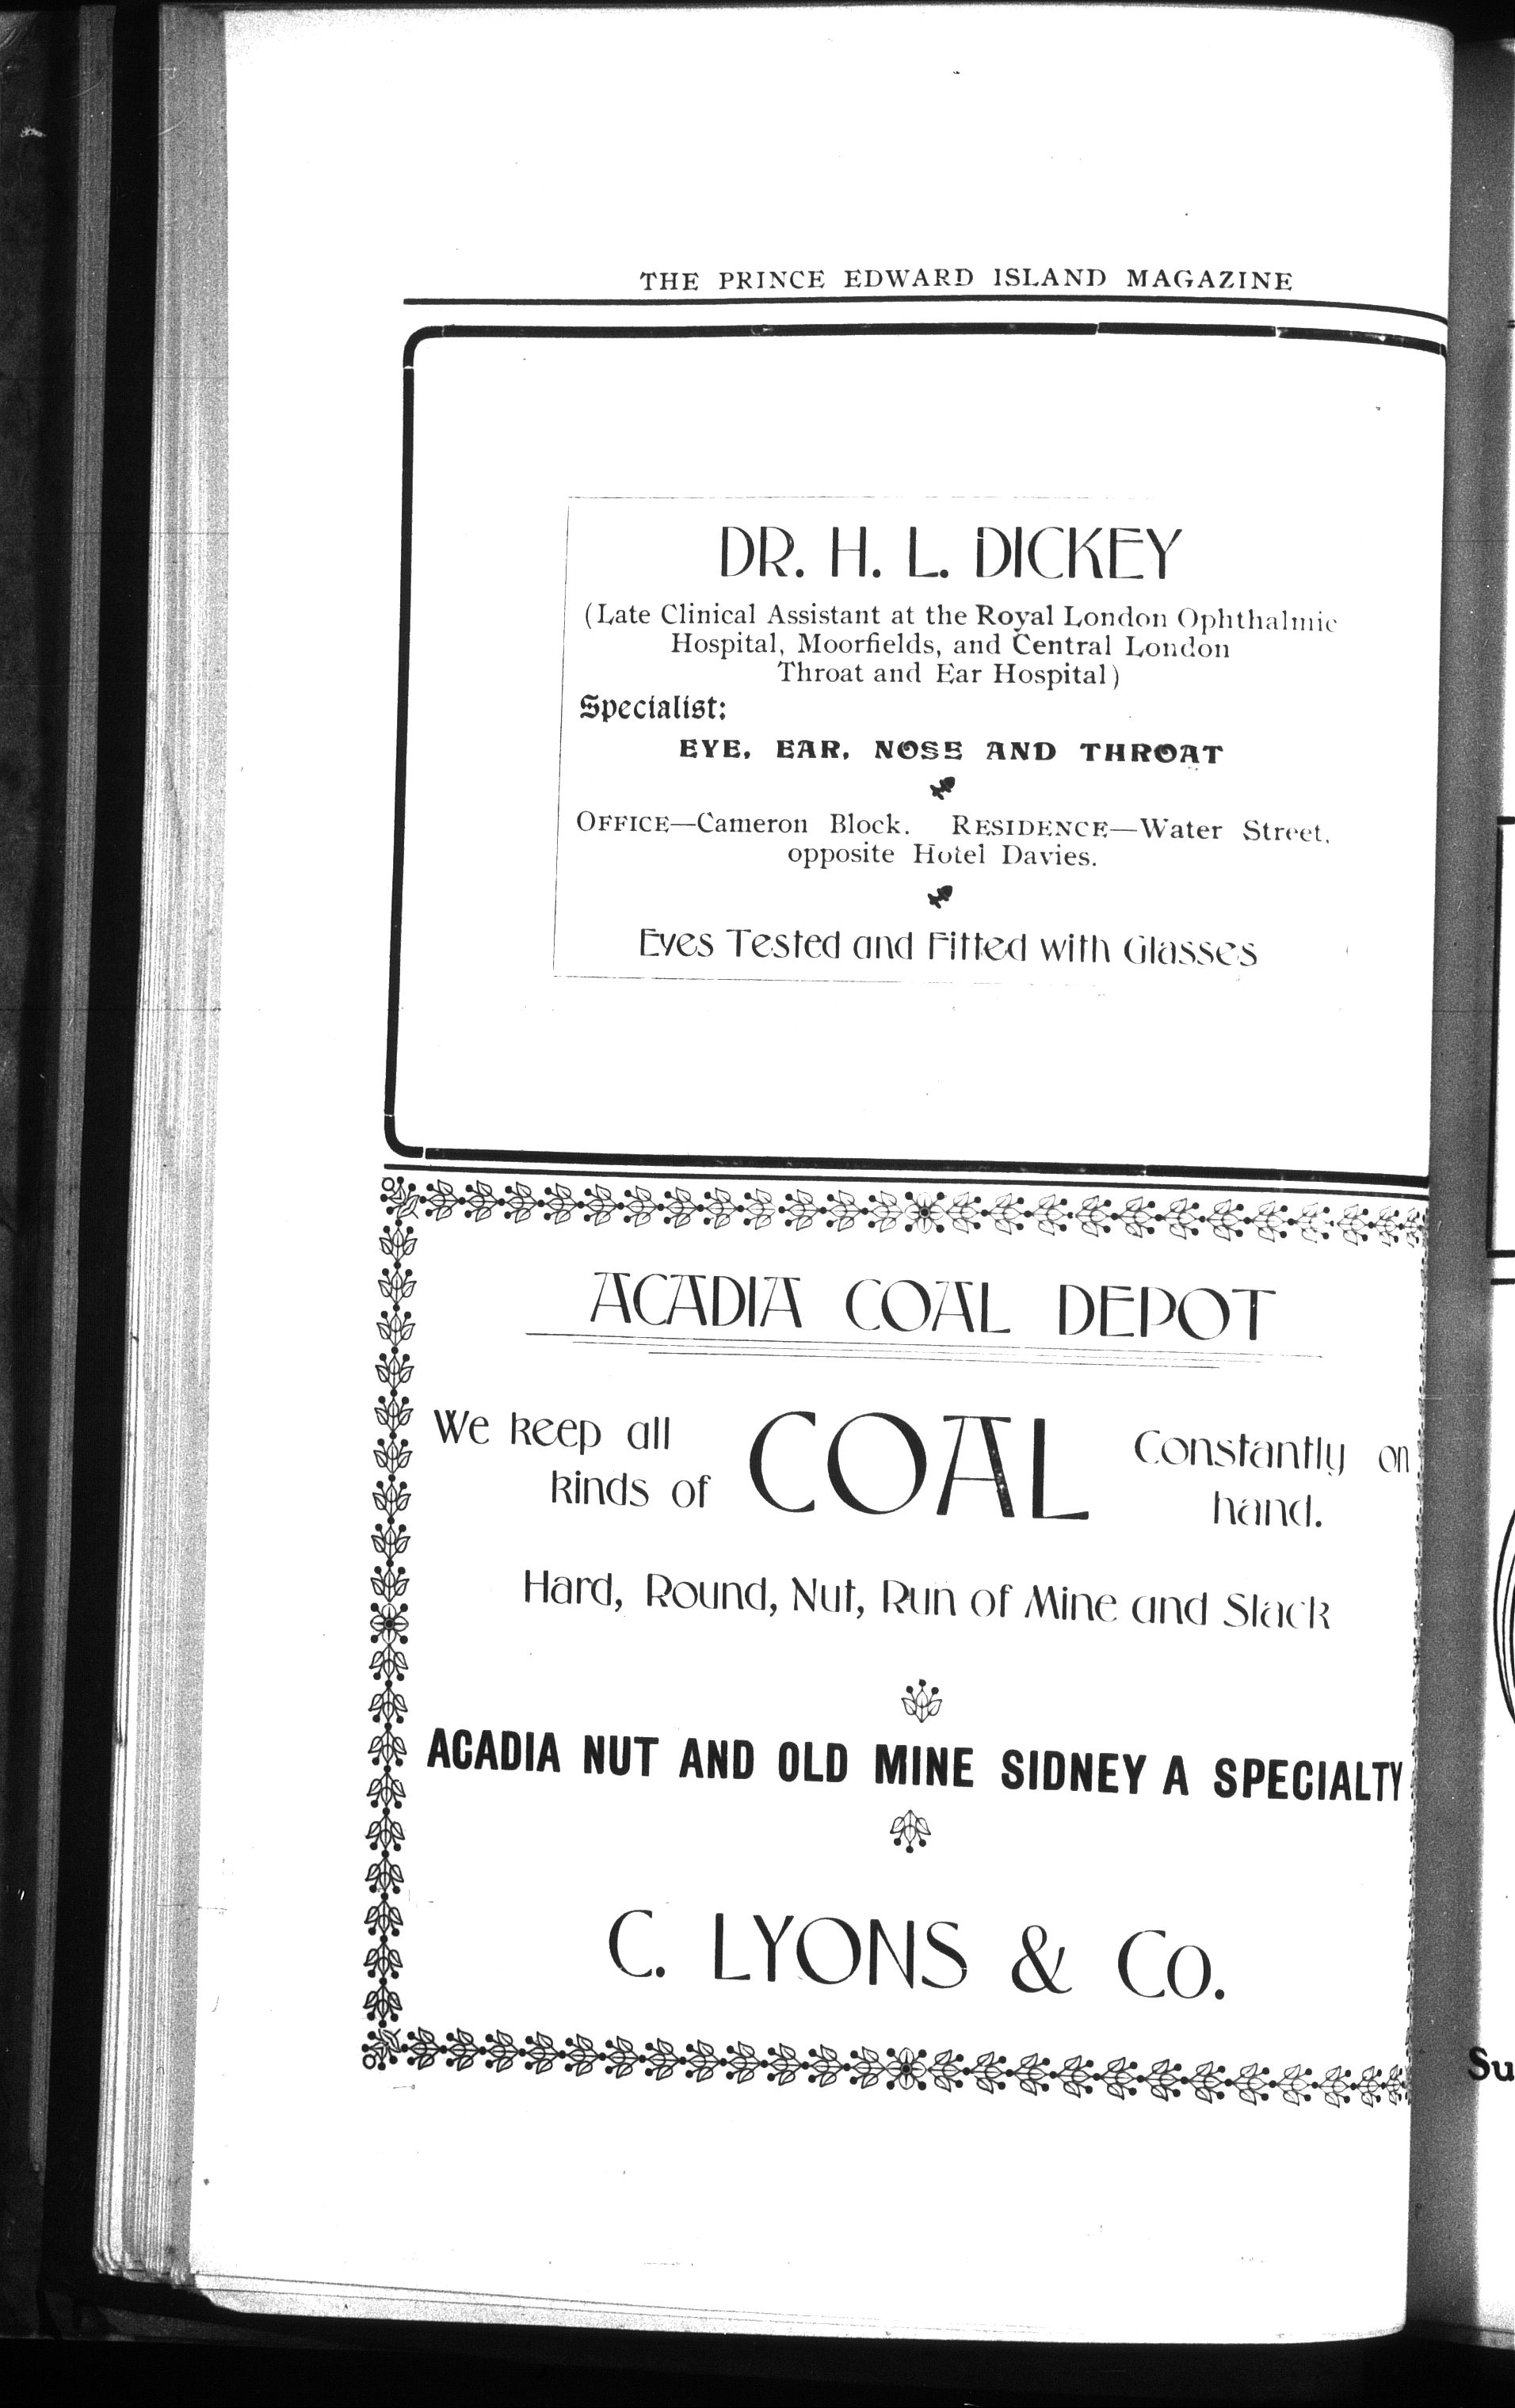 THE PRINCE EDWARD ISLAND MAGAZINE
DR. H. L. DICKEY
(Late Clinical Assistant at the Royal London Ophthalmic
Hospital, Moorfields, and Central London
Throat and Ear Hospital)
Specialist:
EYE, EAR, NOSE AND THROAT
OFFICE—Cameron Block. RESIDENCE—Water Street,
opposite Hotel Davies.
Eyes Tested and Fitted with Glasses
ACADIA COAL DEPOT
We keep all kinds of COAL Constantly on hand.
Hard, Round, Nut, Run of Mine and Slack
ACADIA NUT AND OLD MINE SIDNEY A SPECIALTY
C. LYONS & Co.
Su